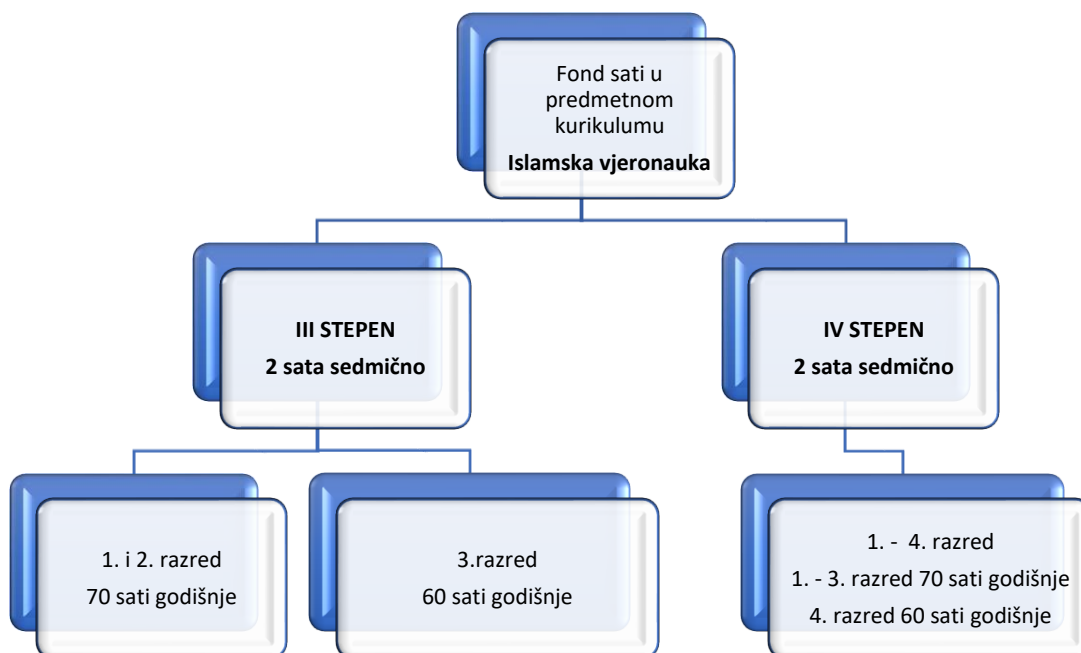 Fond sati u
predmetnom
kurikulumu
Islamska vjeronauka
III STEPEN
2 sata sedmično
IV STEPEN
2 sata sedmično
1. i 2. razred
70 sati godišnje
3.razred
60 sati godišnje
1. - 4. razred
1. - 3. razred 70 sati godišnje
4. razred 60 sati godišnje